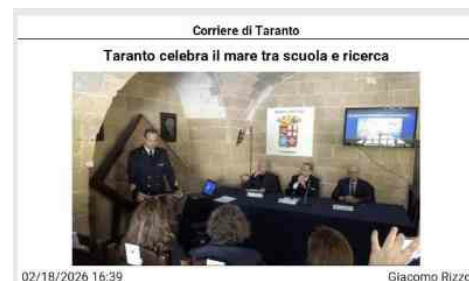 Corriere di Taranto
Taranto celebra il mare tra scuola e ricerca
02/18/2026 16:39
Giacomo Rizzo